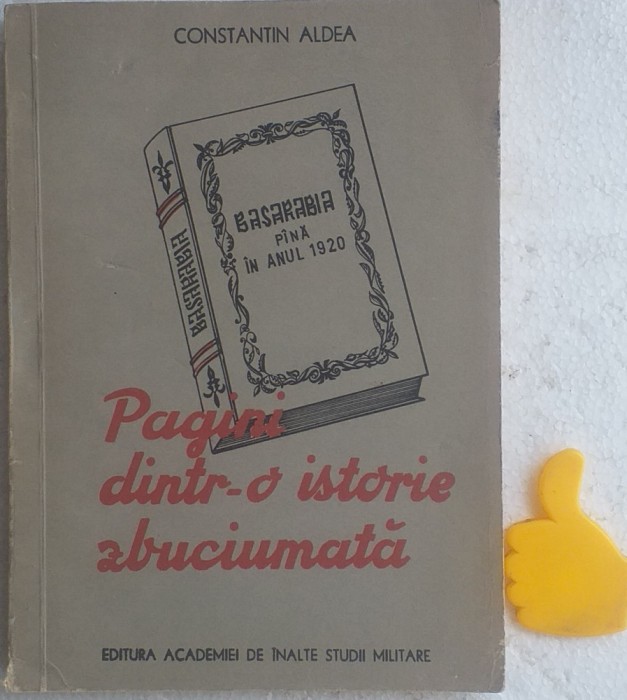 CONSTANTIN ALDEA
BASARABIA
BASARABIA
PÎNĂ
ÎN ANUL 1920
Pagini
dintr-o istorie
zbuciumată
EDITURA ACADEMIEI DE ÎNALTE STUDII MILITARE